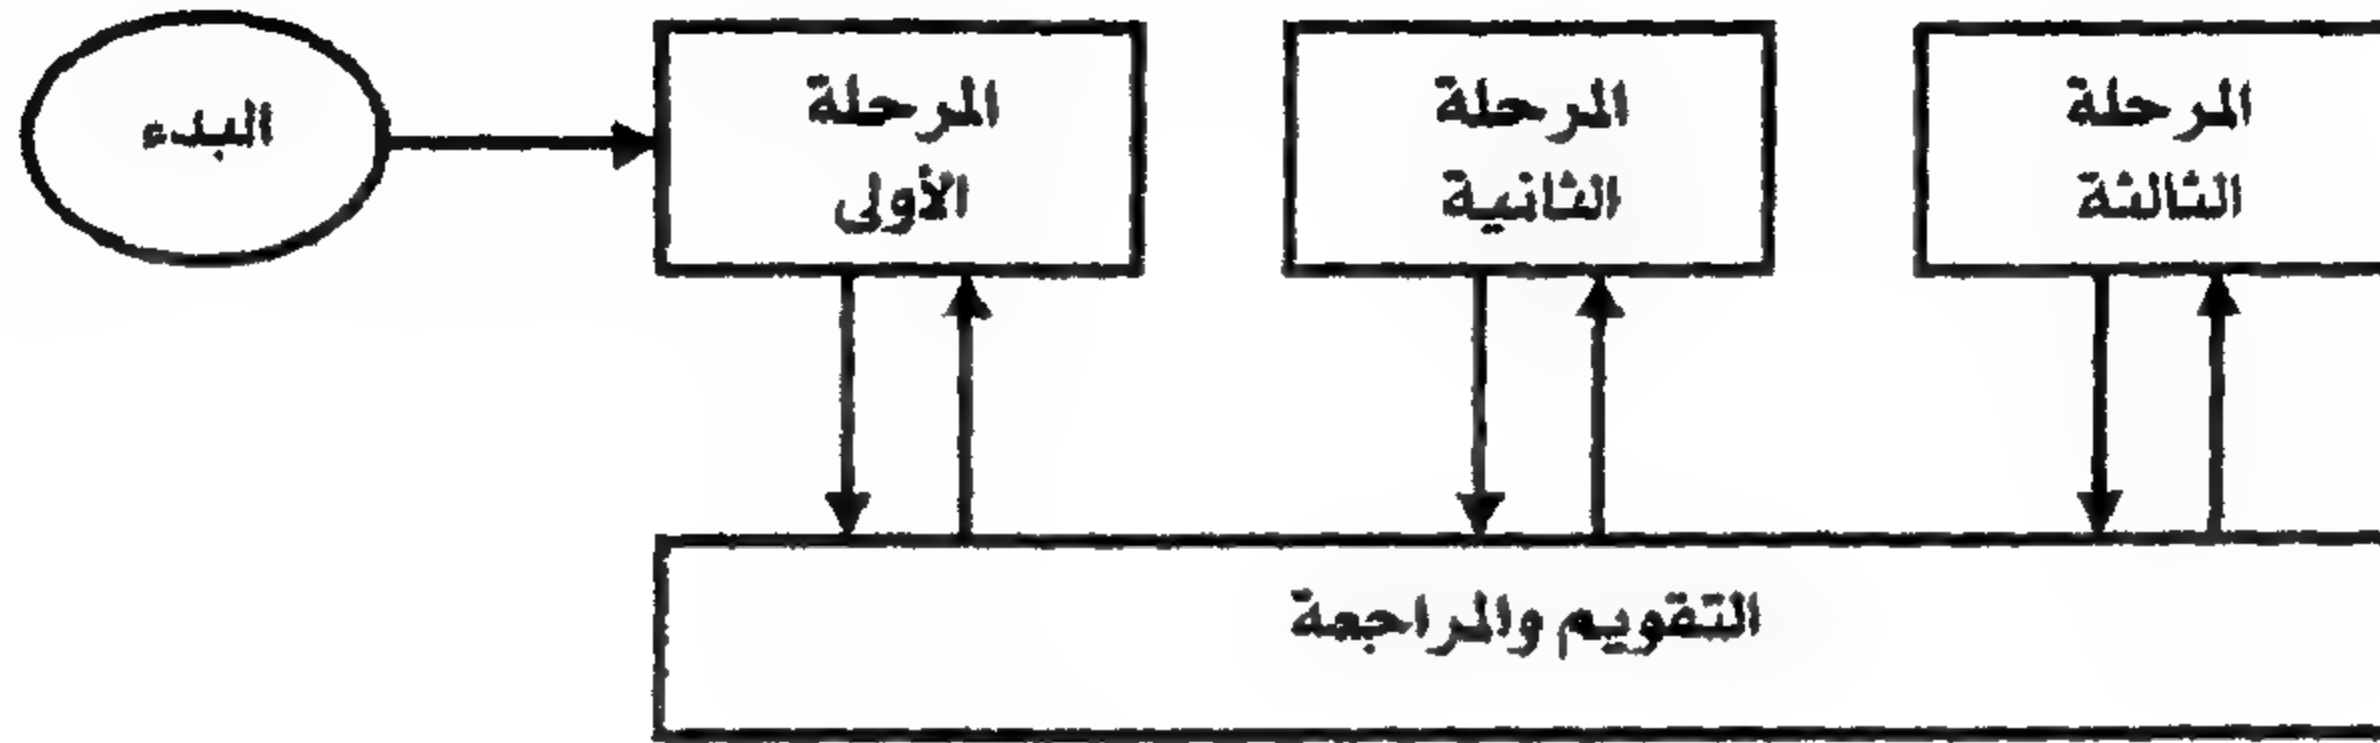 البدء
المرحلة
الأولى
المرحلة
الثانية
المرحلة
الثالثة
التقويم والمراجعة